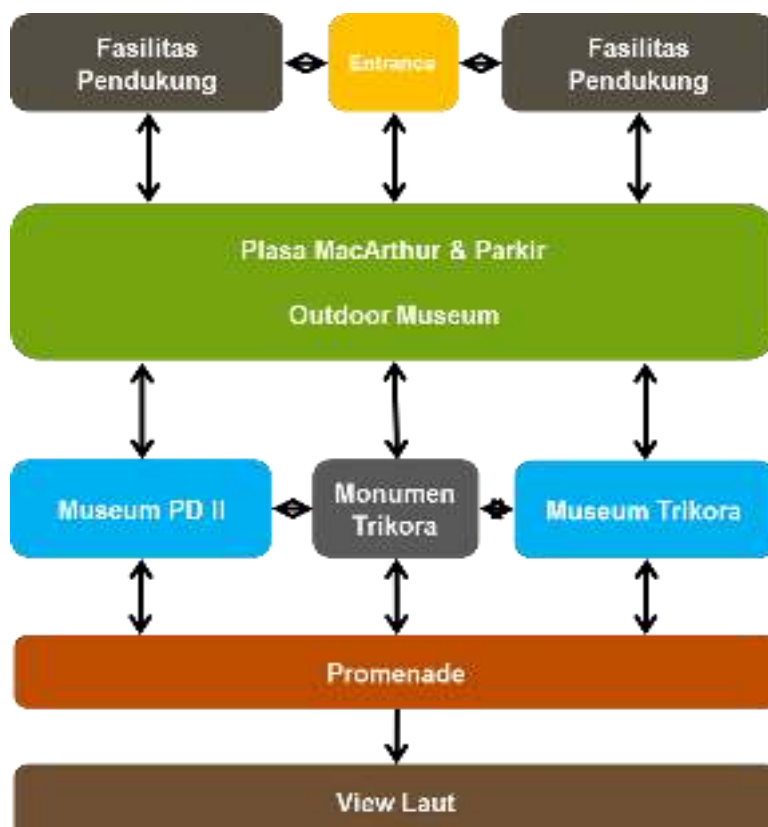 Fasilitas
Pendukung
Entrance
Fasilitas
Pendukung
Plasa MacArthur & Parkir
Outdoor Museum
Museum PD II
Monumen
Trikora
Museum Trikora
Promenade
View Laut